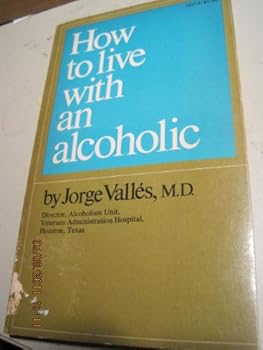 How
to live
with
an
alcoholic
by Jorge Vallés, M.D.
Director, Alcoholism Unit,
Veterans Administration Hospital,
Houston, Texas